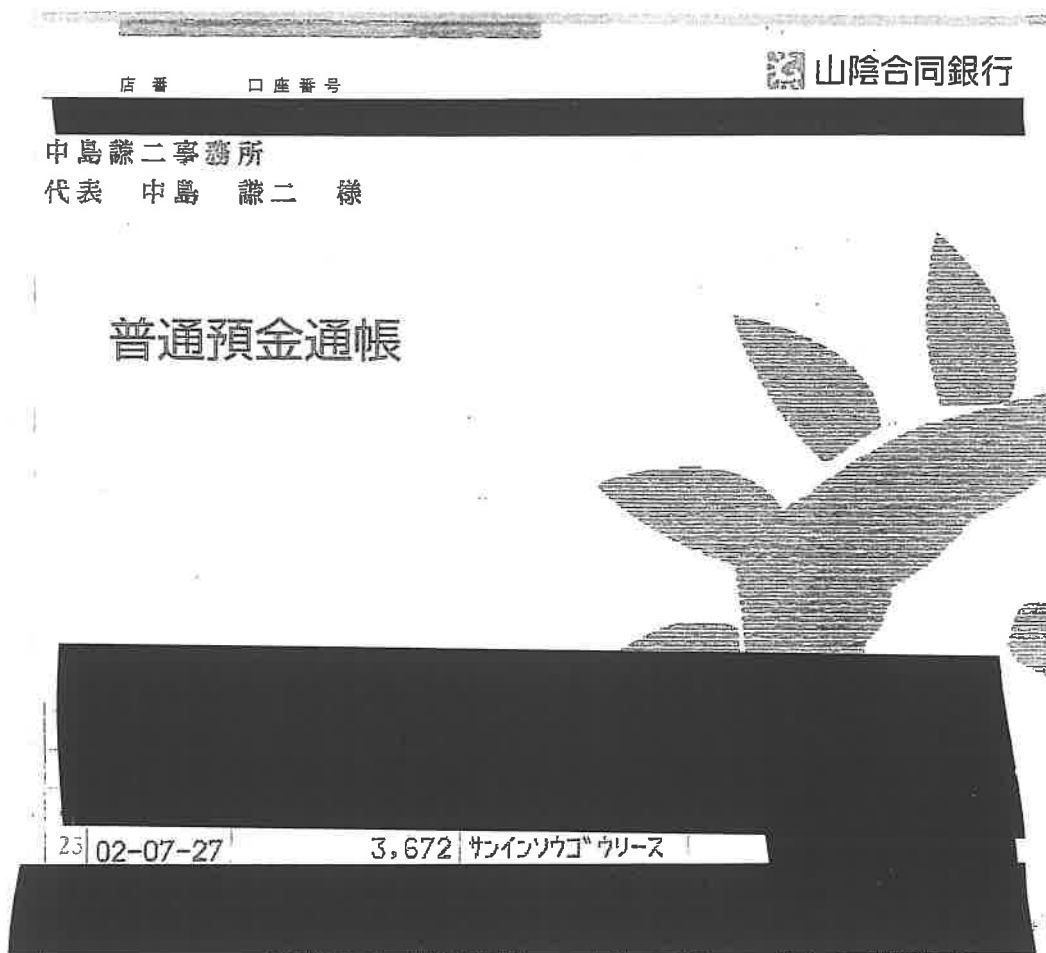 店番 口座番号
山陰合同銀行
中島謙二事務所
代表 中島 謙二 様
普通預金通帳
23 02-07-27 3,672 サンインソウゴウリース